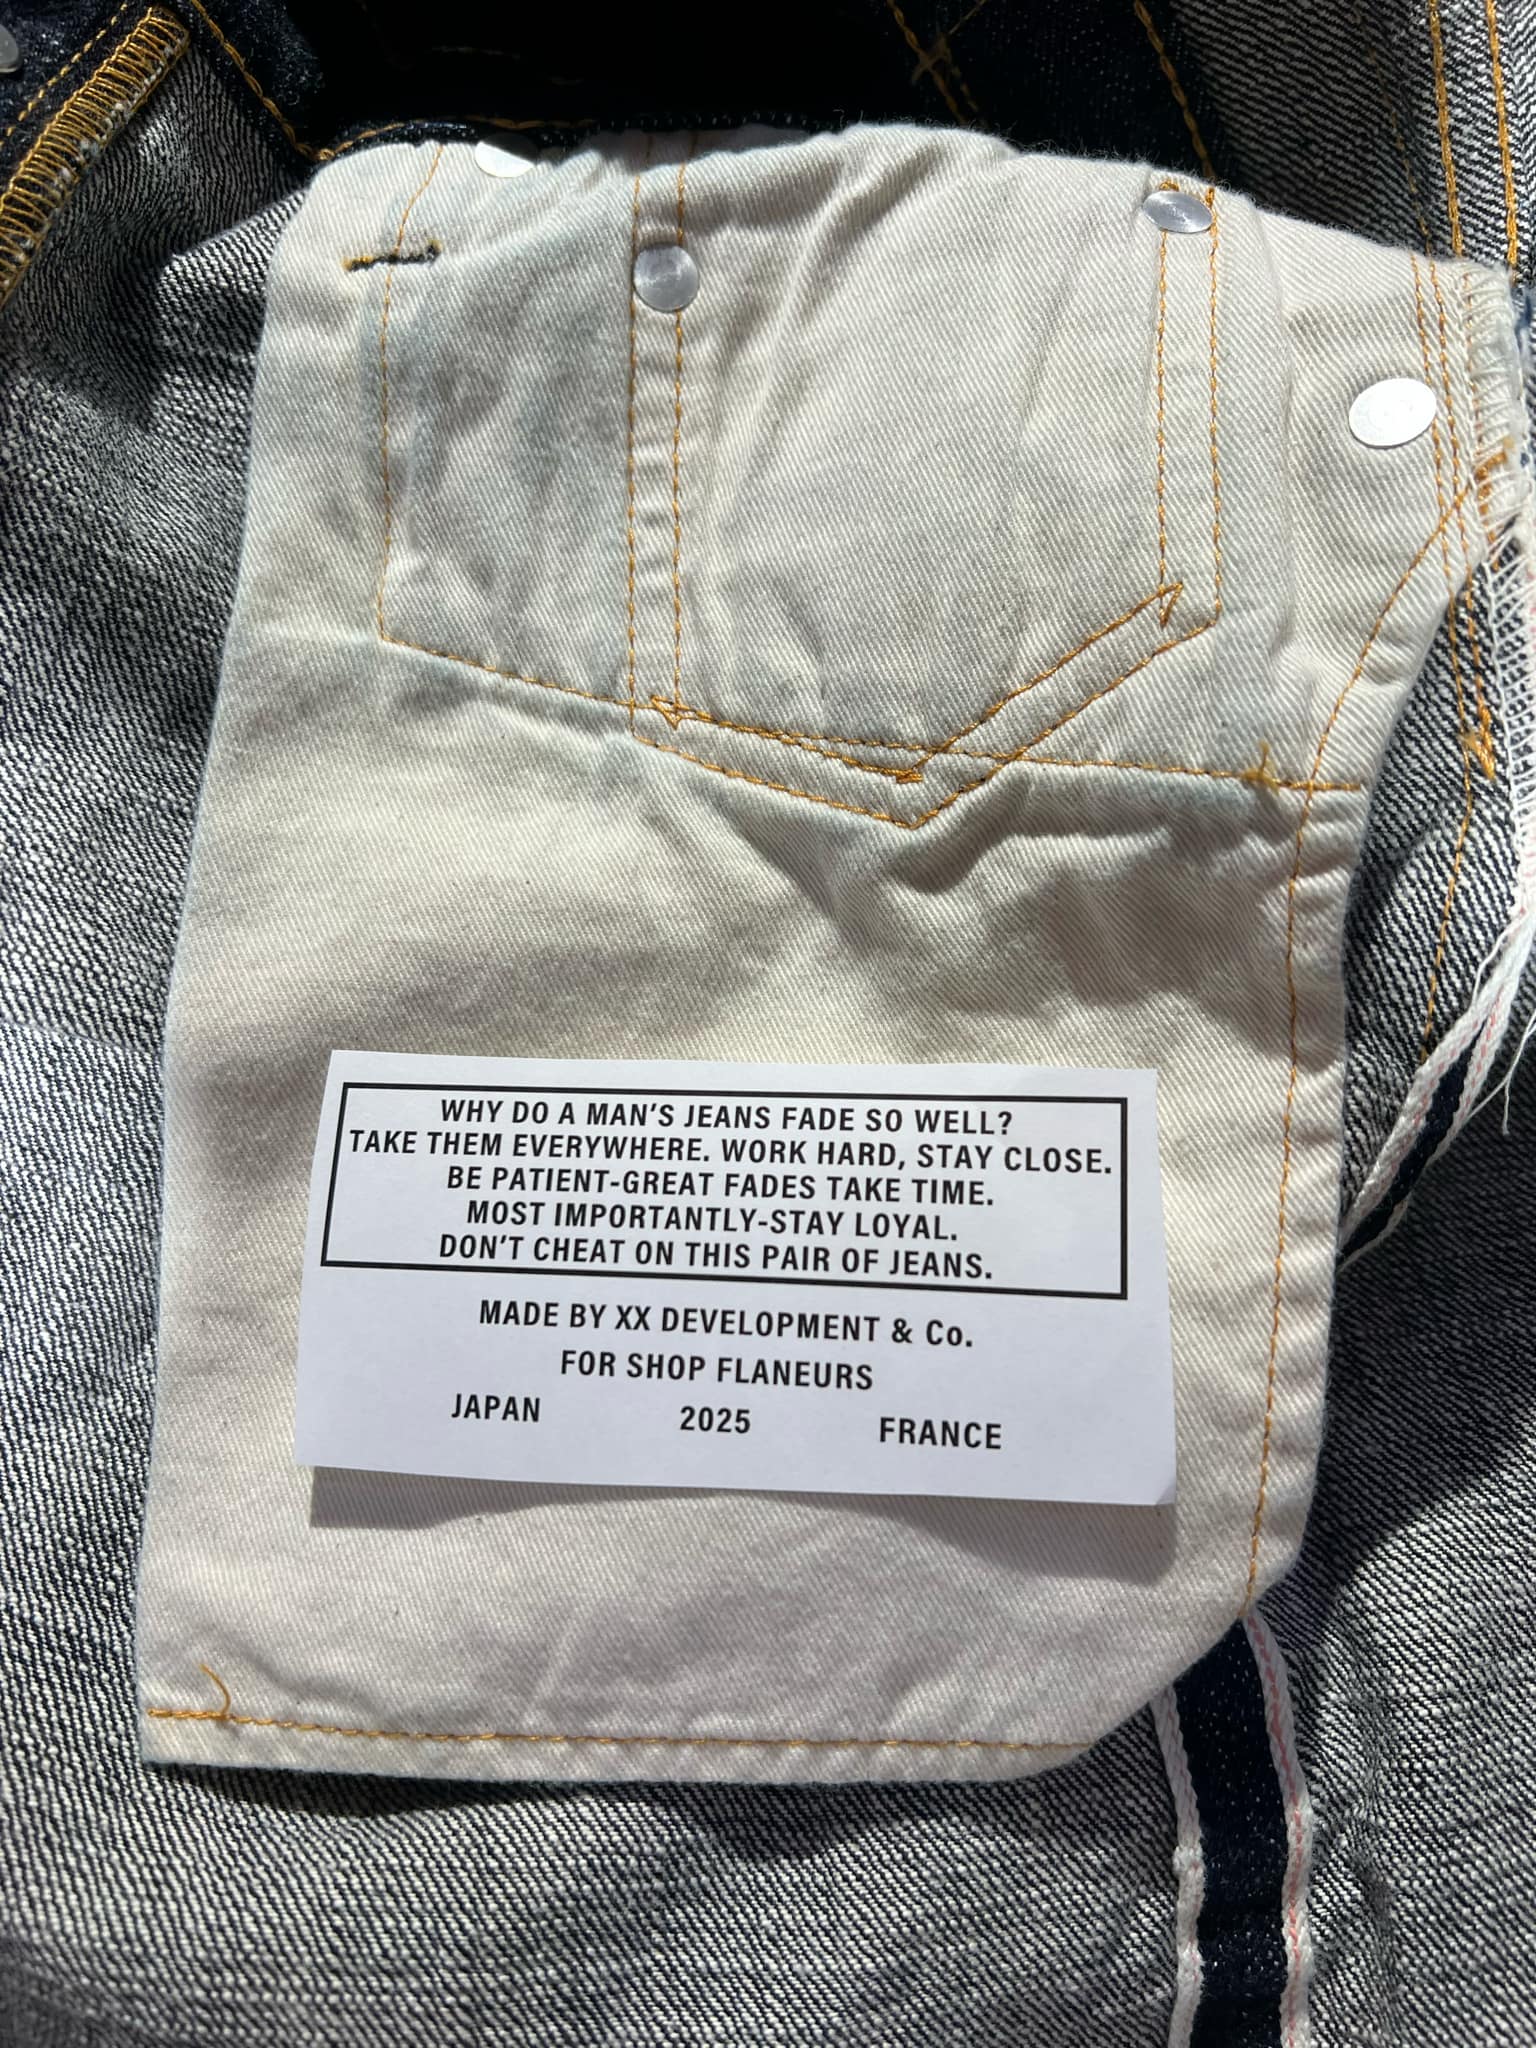 WHY DO A MAN'S JEANS FADE SO WELL?
TAKE THEM EVERYWHERE. WORK HARD, STAY CLOSE.
BE PATIENT-GREAT FADES TAKE TIME.
MOST IMPORTANTLY-STAY LOYAL.
DON'T CHEAT ON THIS PAIR OF JEANS.
MADE BY XX DEVELOPMENT & Co.
FOR SHOP FLANEURS
JAPAN 2025 FRANCE